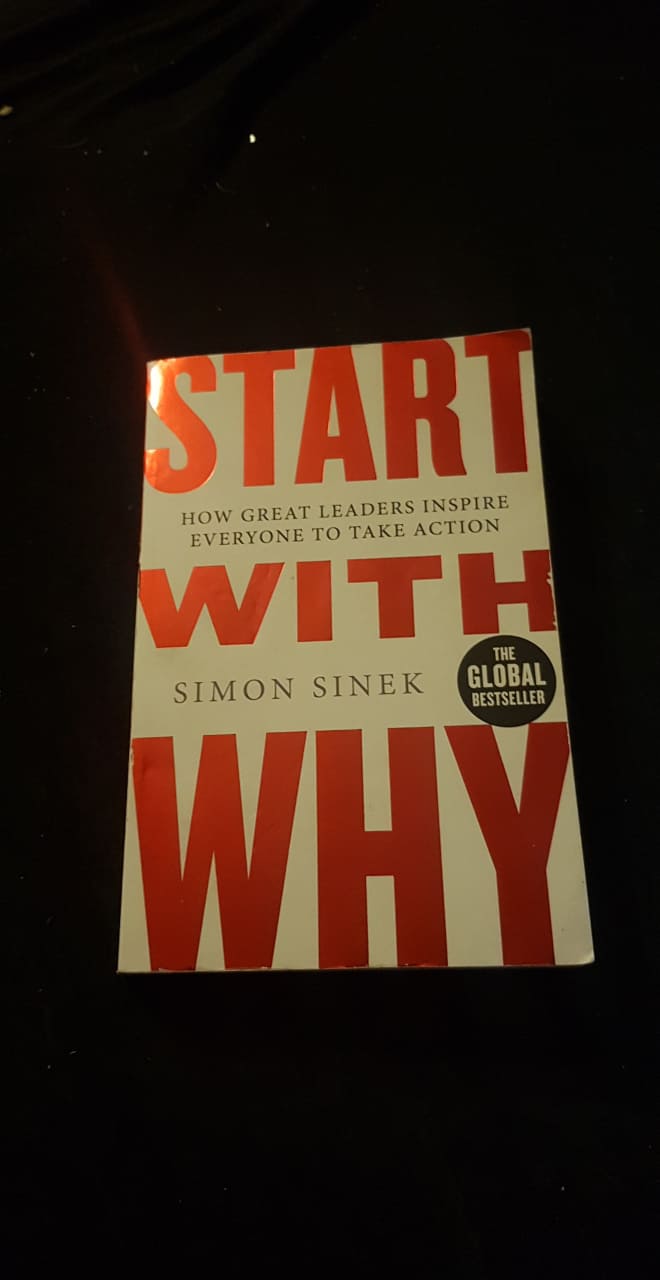 START
HOW GREAT LEADERS INSPIRE
EVERYONE TO TAKE ACTION
WITH
SIMON SINEK
THE
GLOBAL
BESTSELLER
WHY